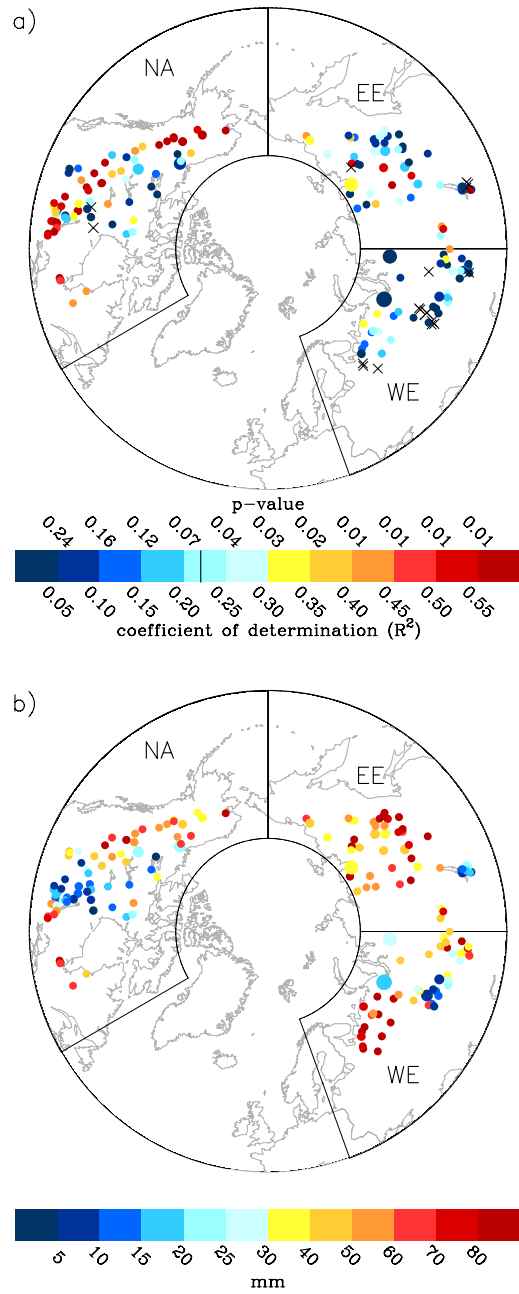 a)
NA
EE
WE
p-value
0.24 0.16 0.12 0.07 0.04 0.03 0.02 0.01 0.01 0.01 0.01
0.05 0.10 0.15 0.20 0.25 0.30 0.35 0.40 0.45 0.50 0.55
coefficient of determination (R²)
b)
NA
EE
WE
5 10 15 20 25 30 40 50 60 70 80
mm